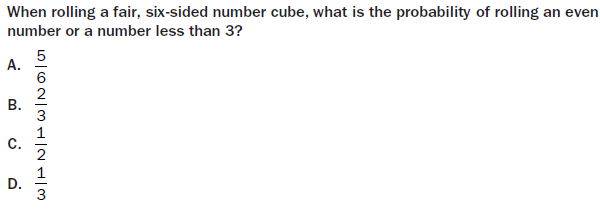 When rolling a fair, six-sided number cube, what is the probability of rolling an even
number or a number less than 3?
A. 5/6
B. 2/3
C. 1/2
D. 1/3